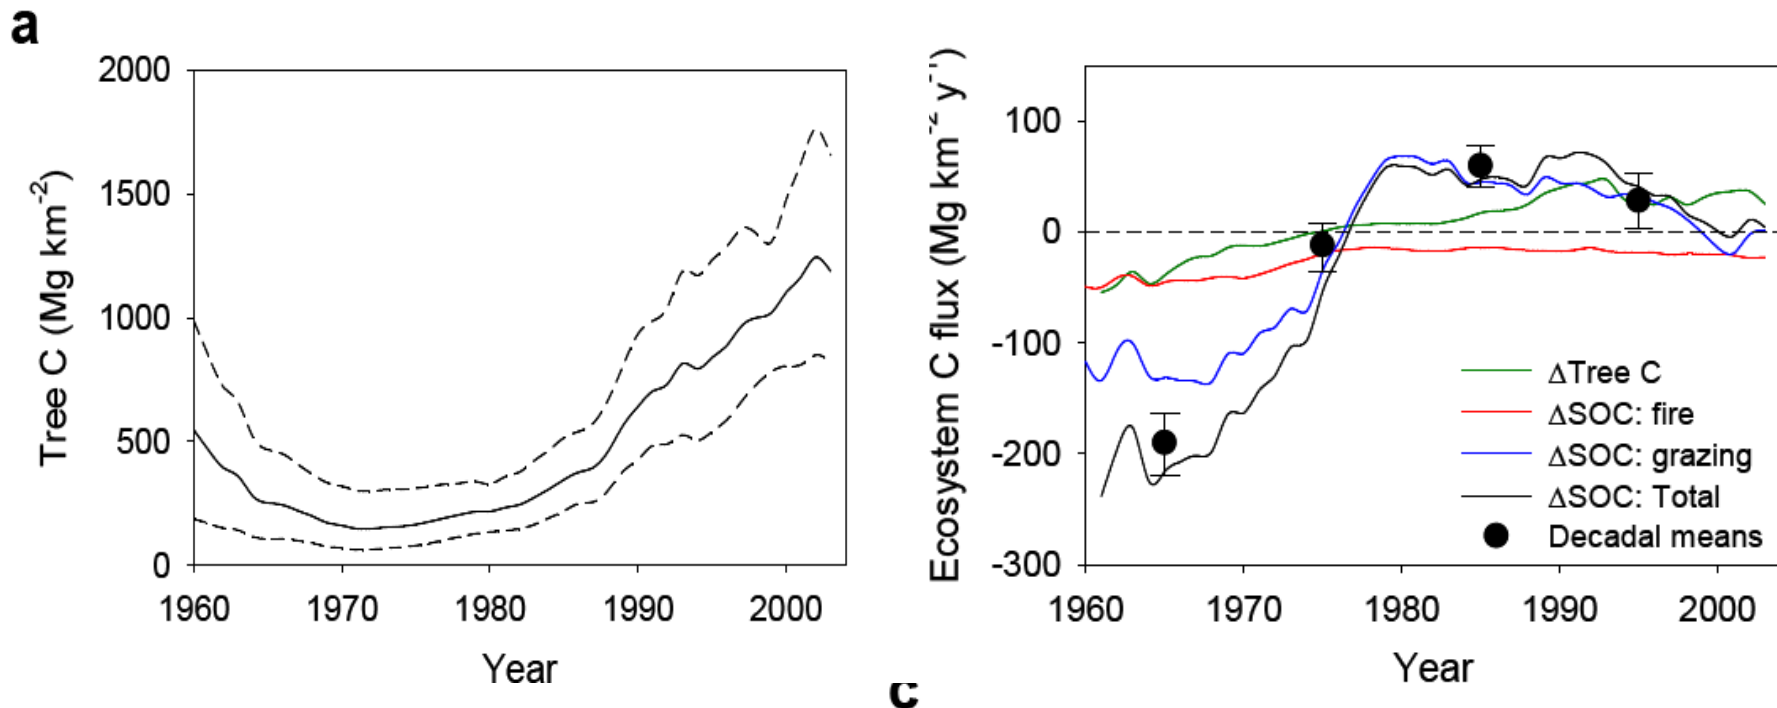 a
Tree C (Mg km⁻²)
2000
1500
1000
500
0
1960 1970 1980 1990 2000
Year
Ecosystem C flux (Mg km⁻² y⁻¹)
100
0
-100
-200
-300
ΔTree C
ΔSOC: fire
ΔSOC: grazing
ΔSOC: Total
Decadal means
1960 1970 1980 1990 2000
Year
c